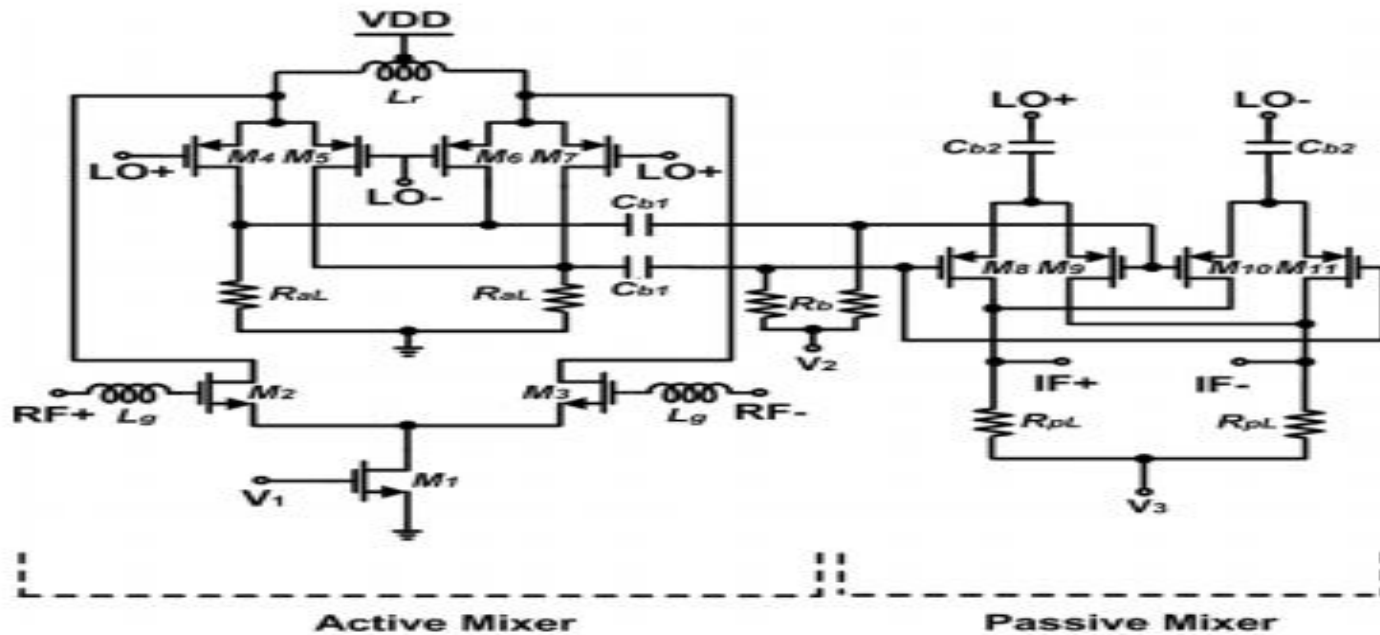 VDD
Lr
LO+ LO-
Cb2 Cb2
M4 M5 M6 M7
LO+ LO- LO+
Cb1
M8 M9 M10 M11
RaL RaL Cb1 Rb
V2
IF+ IF-
M2 M3
RF+ Lg Lg RF-
RpL RpL
V1 M1
V3
Active Mixer Passive Mixer